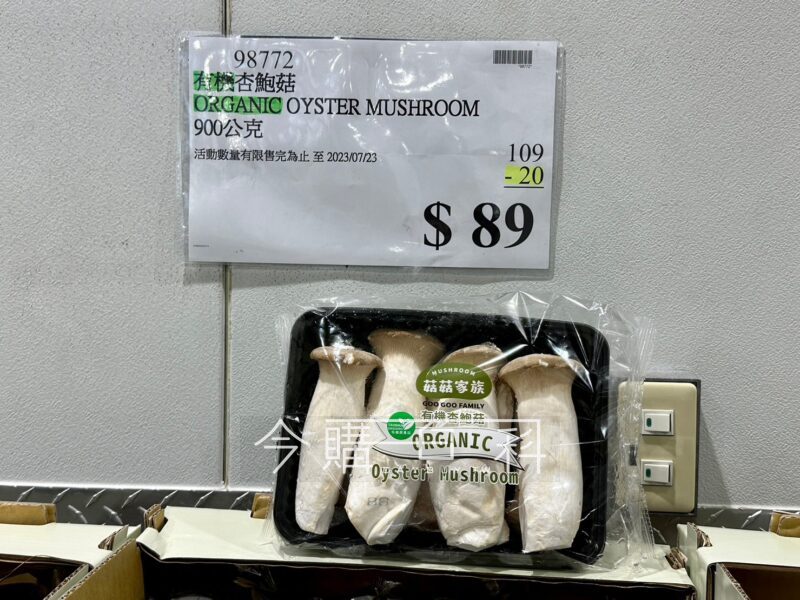 98772
有機杏鮑菇
ORGANIC OYSTER MUSHROOM
900公克
活動數量有限售完為止 至 2023/07/23
109
- 20
$ 89
MUSHROOM
菇菇家族
GOO GOO FAMILY
有機杏鮑菇
ORGANIC
Oyster Mushroom
88